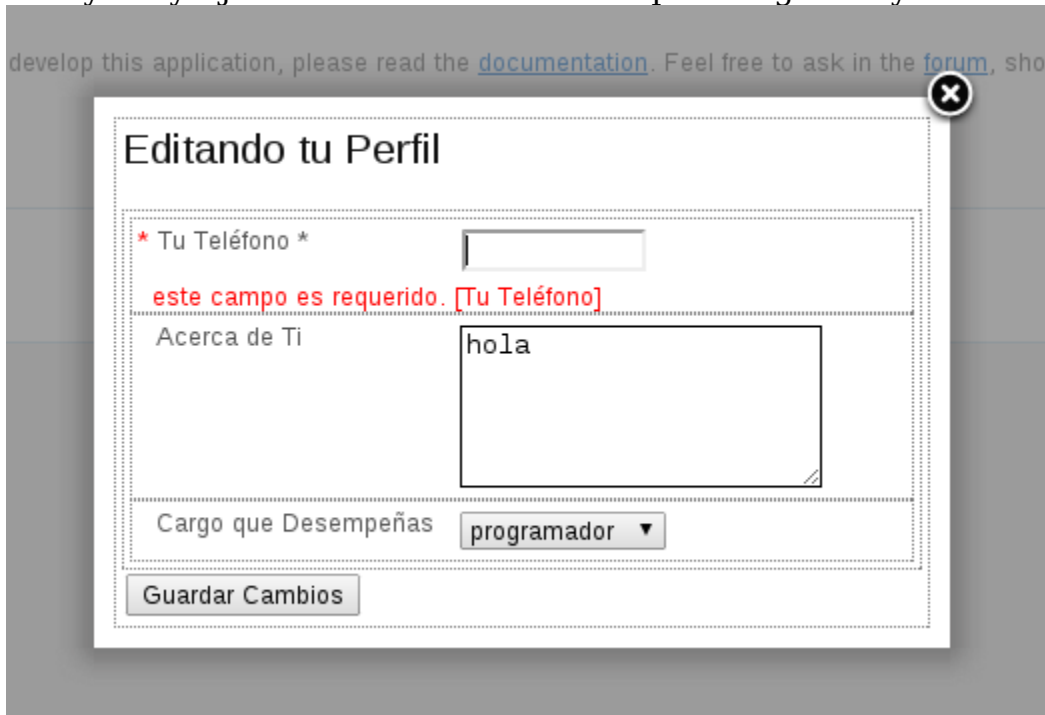 develop this application, please read the documentation. Feel free to ask in the forum, sho
Editando tu Perfil
* Tu Teléfono *
este campo es requerido. [Tu Teléfono]
Acerca de Ti
hola
Cargo que Desempeñas
programador
Guardar Cambios